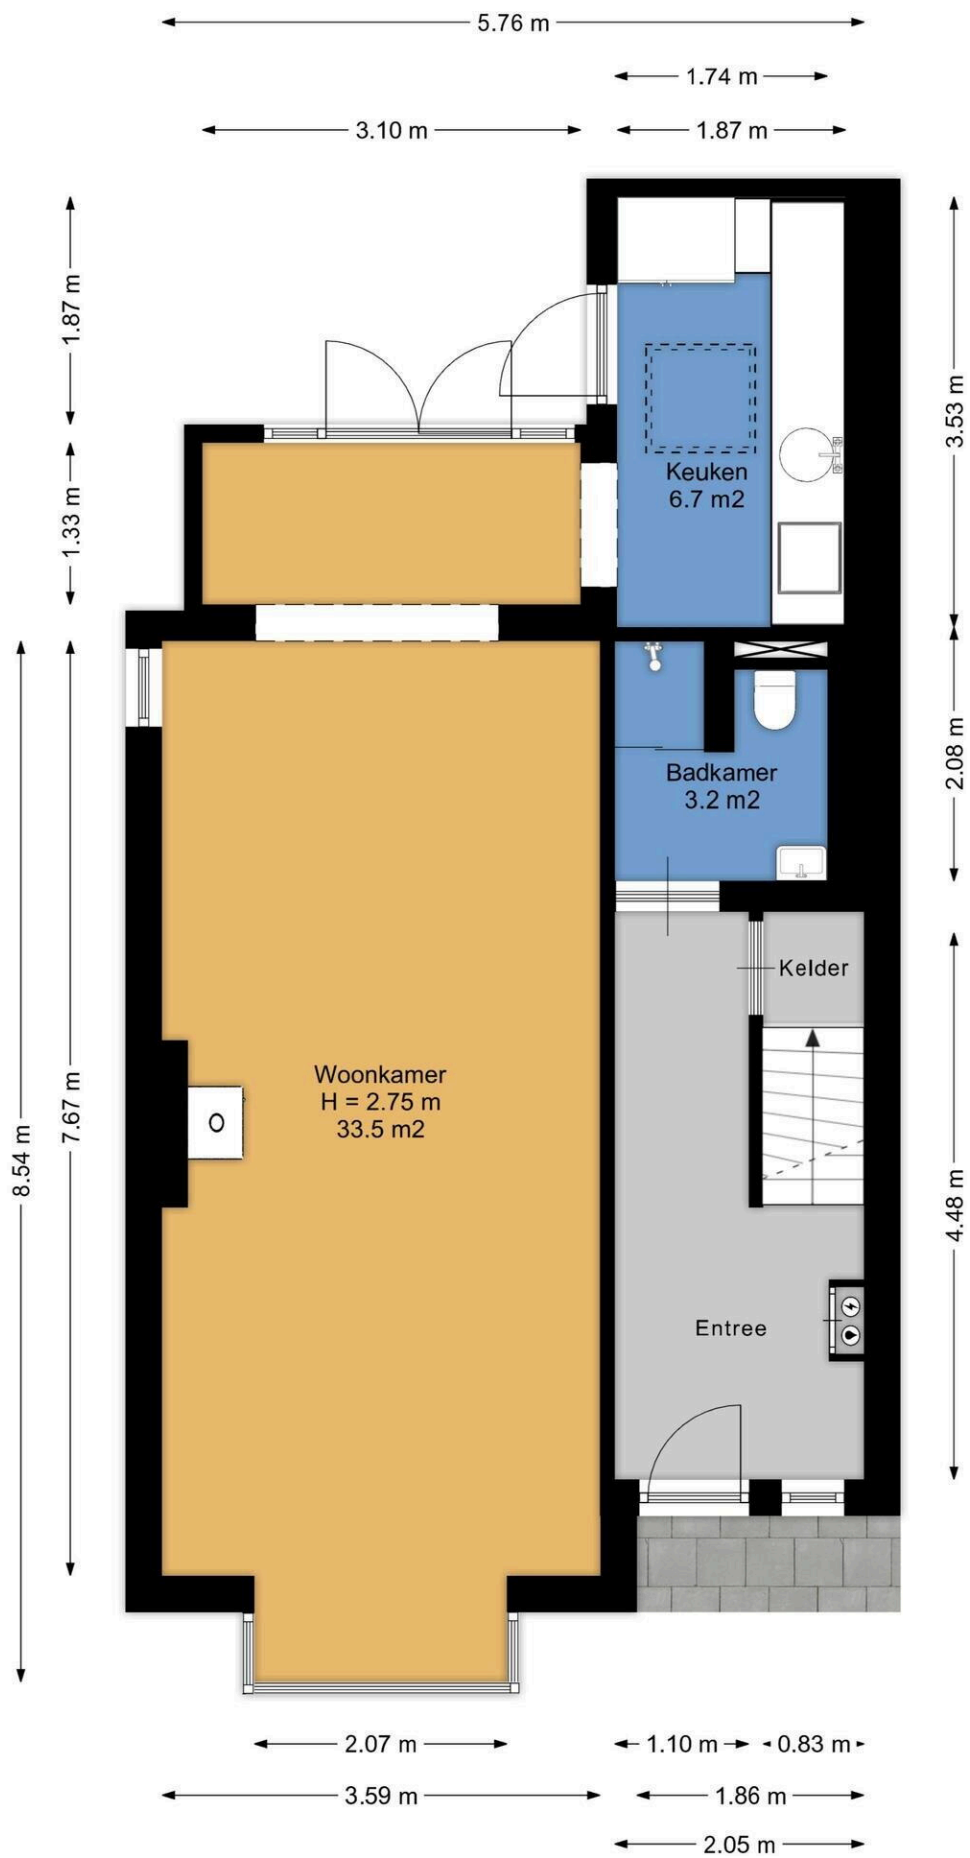 5.76 m
1.74 m
3.10 m
1.87 m
1.87 m
3.53 m
Keuken
6.7 m2
1.33 m
2.08 m
Badkamer
3.2 m2
Kelder
Woonkamer
H = 2.75 m
33.5 m2
7.67 m
8.54 m
4.48 m
Entree
2.07 m
1.10 m
0.83 m
3.59 m
1.86 m
2.05 m